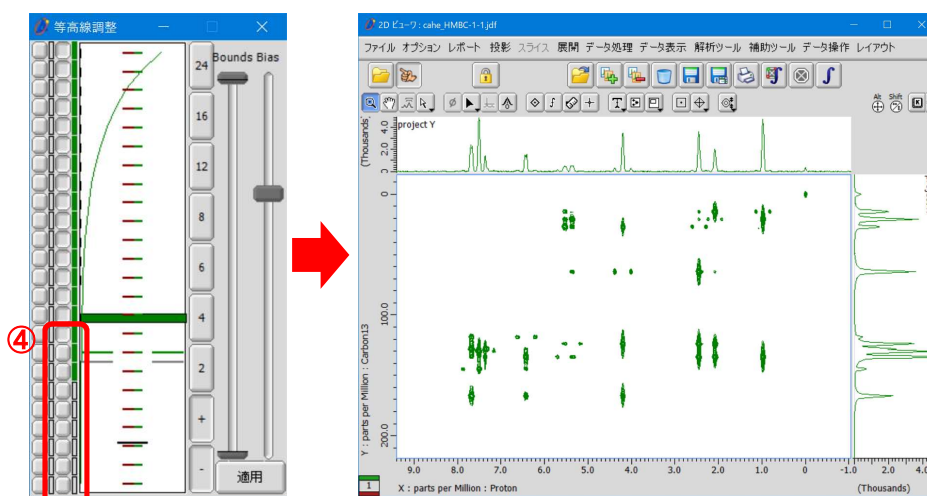 等高線調整
Bounds Bias
24
16
12
8
6
4
2
+
-
適用
④
2D ビューワ : cahe_HMBC-1-1.jdf
ファイル オプション レポート 投影 スライス 展開 データ処理 データ表示 解析ツール 補助ツール データ操作 レイアウト
Alt Shift
project Y
(Thousands)
4.0
2.0
0
0
100.0
200.0
Y : parts per Million : Carbon13
9.0 8.0 7.0 6.0 5.0 4.0 3.0 2.0 1.0 0 -1.0
2.0 4.0
1
X : parts per Million : Proton
(Thousands)